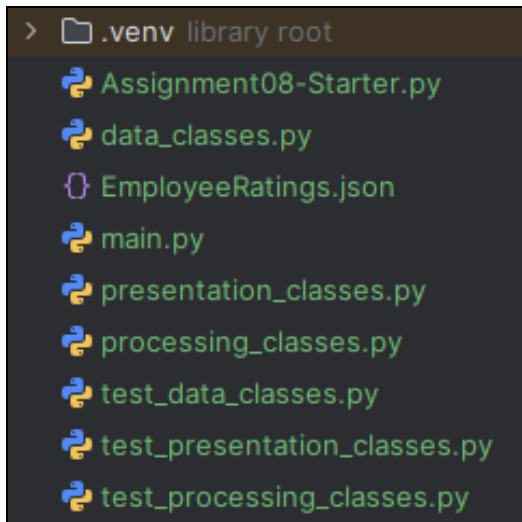 .venv library root
Assignment08-Starter.py
data_classes.py
EmployeeRatings.json
main.py
presentation_classes.py
processing_classes.py
test_data_classes.py
test_presentation_classes.py
test_processing_classes.py